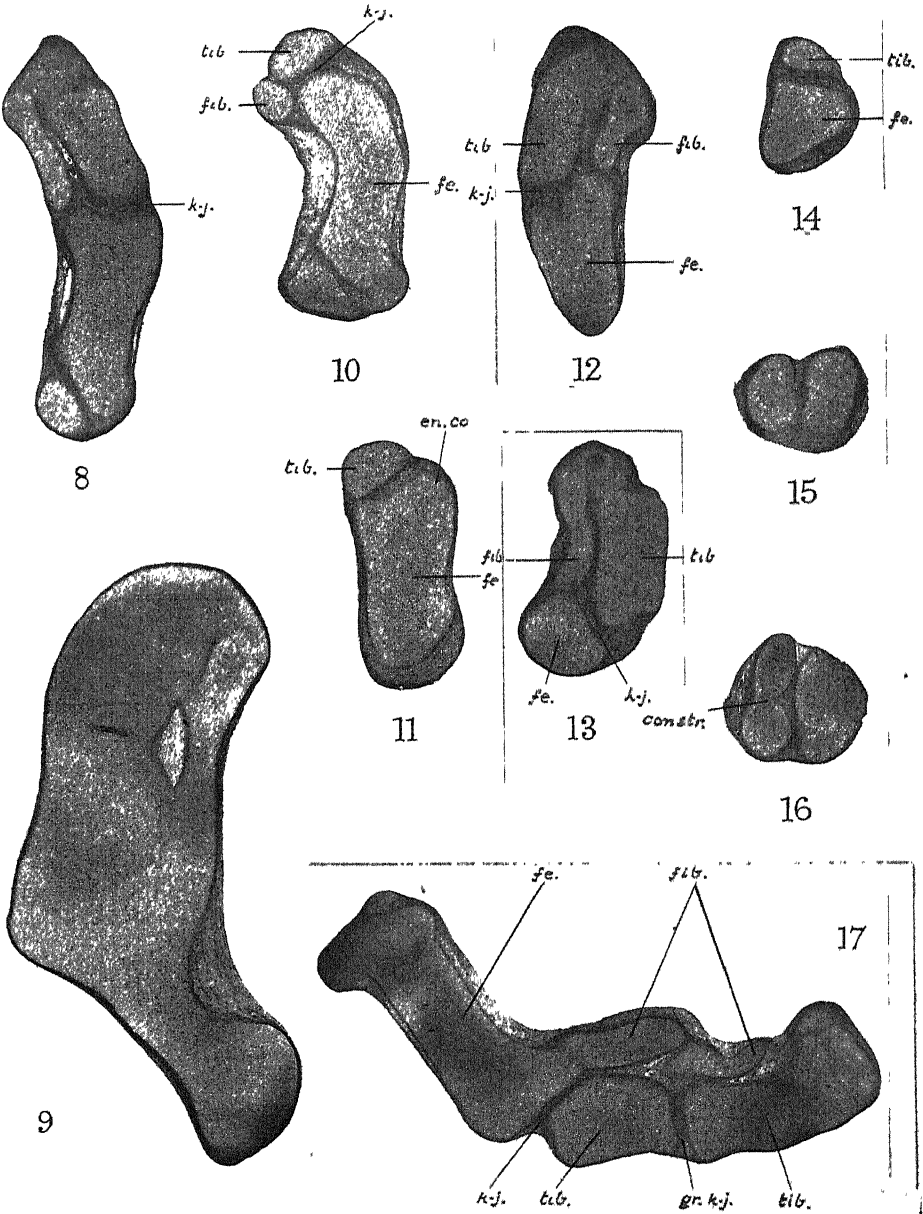 k-j.
tib
fib.
fe.
10
k-j.
8
tib
fib.
k-j.
fe.
12
tib.
fe.
14
15
en.co
tib.
fe
11
fib
tib
fe.
k-j.
13
constr.
16
9
fe.
fib.
17
k-j.
tib.
gr. k-j.
tib.